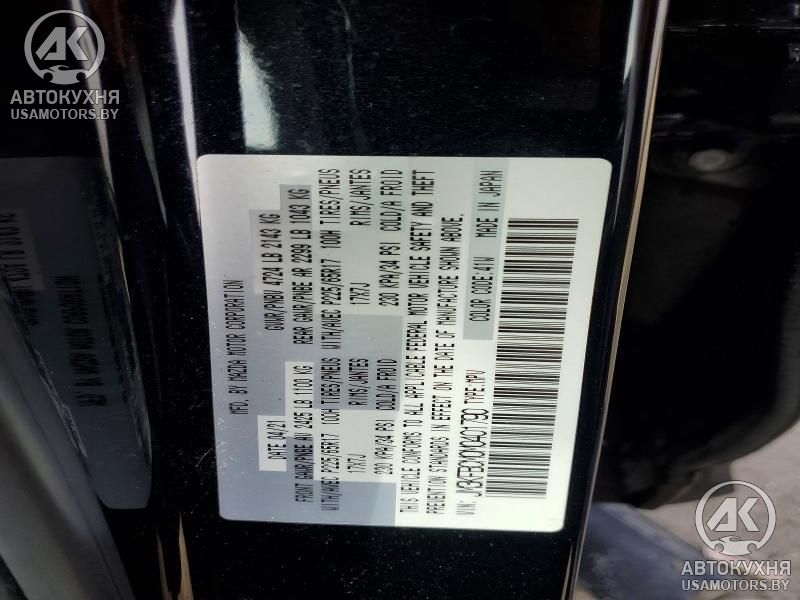 АК
АВТОКУХНЯ
USAMOTORS.BY
MFD. BY MAZDA MOTOR CORPORATION
DATE 04/21 GVWR/PNBV 4724 LB 2143 KG
FRONT GAWR/PNBE AV 2425 LB 1100 KG REAR GAWR/PNBE AR 2299 LB 1043 KG
WITH/AVEC P225/65R17 100H TIRES/PNEUS WITH/AVEC P225/65R17 100H TIRES/PNEUS
17X7J RIMS/JANTES 17X7J RIMS/JANTES
230 KPA/34 PSI COLD/A FROID 230 KPA/34 PSI COLD/A FROID
THIS VEHICLE CONFORMS TO ALL APPLICABLE FEDERAL MOTOR VEHICLE SAFETY AND THEFT
PREVENTION STANDARDS IN EFFECT ON THE DATE OF MANUFACTURE SHOWN ABOVE.
MADE IN JAPAN
VIN: TYPE:MPV COLOR CODE:41W
АК
АВТОКУХНЯ
USAMOTORS.BY